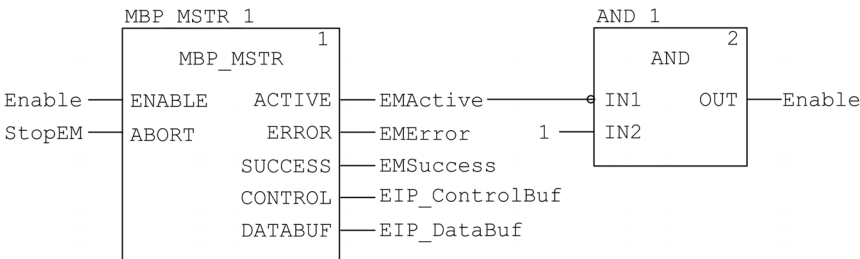 MBP_MSTR_1 AND_1
1 2
MBP_MSTR AND
Enable ENABLE ACTIVE EMActive IN1 OUT Enable
StopEM ABORT ERROR EMError 1 IN2
SUCCESS EMSuccess
CONTROL EIP_ControlBuf
DATABUF EIP_DataBuf